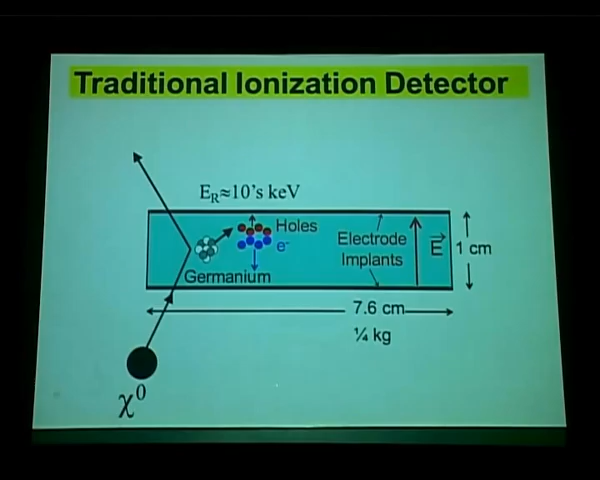 Traditional Ionization Detector
E_R≈10's keV
Holes
e⁻
Germanium
Electrode
Implants
E⃗
1 cm
7.6 cm
¼ kg
χ⁰